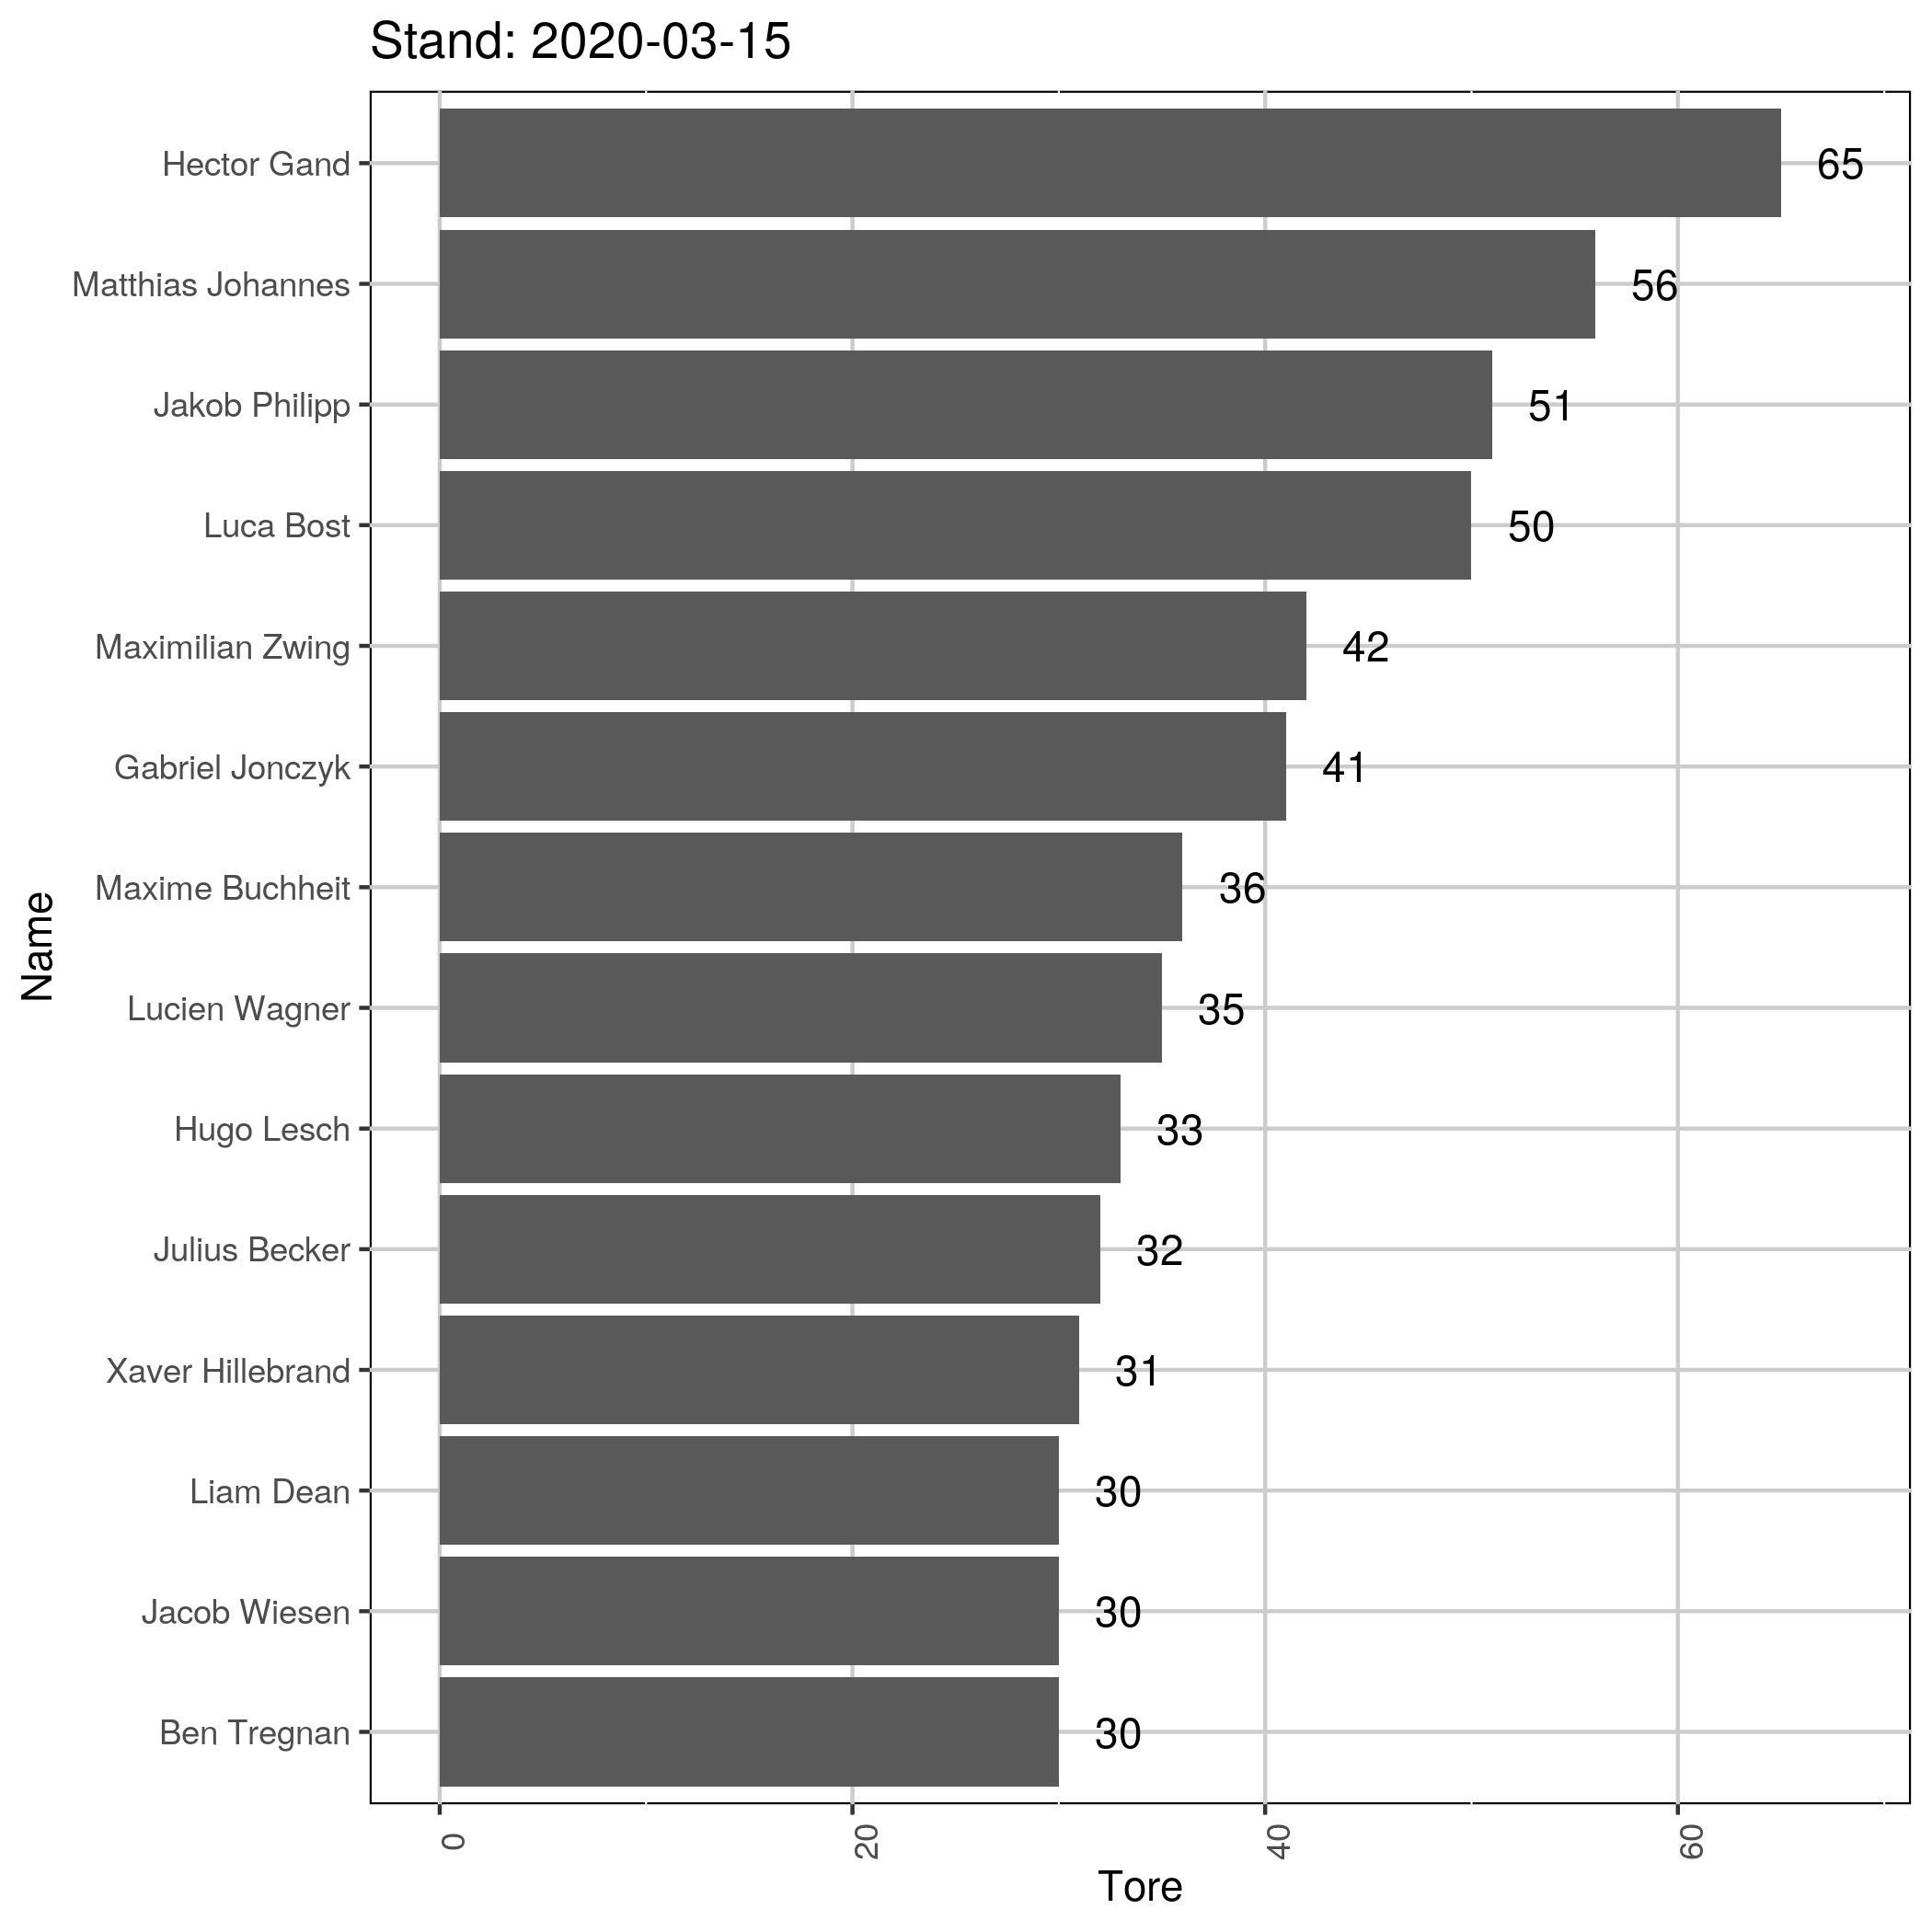 Stand: 2020-03-15
Name
Hector Gand 65
Matthias Johannes 56
Jakob Philipp 51
Luca Bost 50
Maximilian Zwing 42
Gabriel Jonczyk 41
Maxime Buchheit 36
Lucien Wagner 35
Hugo Lesch 33
Julius Becker 32
Xaver Hillebrand 31
Liam Dean 30
Jacob Wiesen 30
Ben Tregnan 30
0 20 40 60
Tore